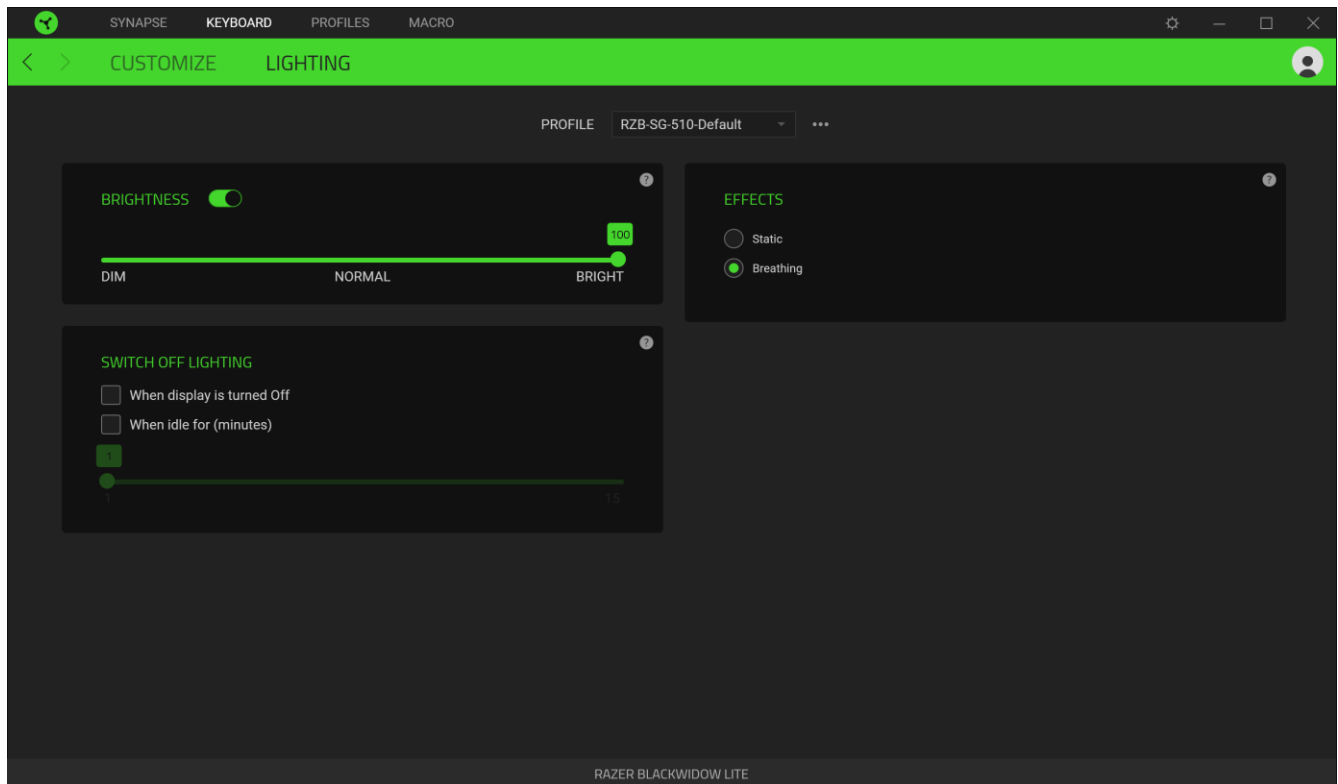 SYNAPSE KEYBOARD PROFILES MACRO
CUSTOMIZE LIGHTING
PROFILE RZB-SG-510-Default
BRIGHTNESS
100
DIM NORMAL BRIGHT
EFFECTS
Static
Breathing
SWITCH OFF LIGHTING
When display is turned Off
When idle for (minutes)
1
1 15
RAZER BLACKWIDOW LITE